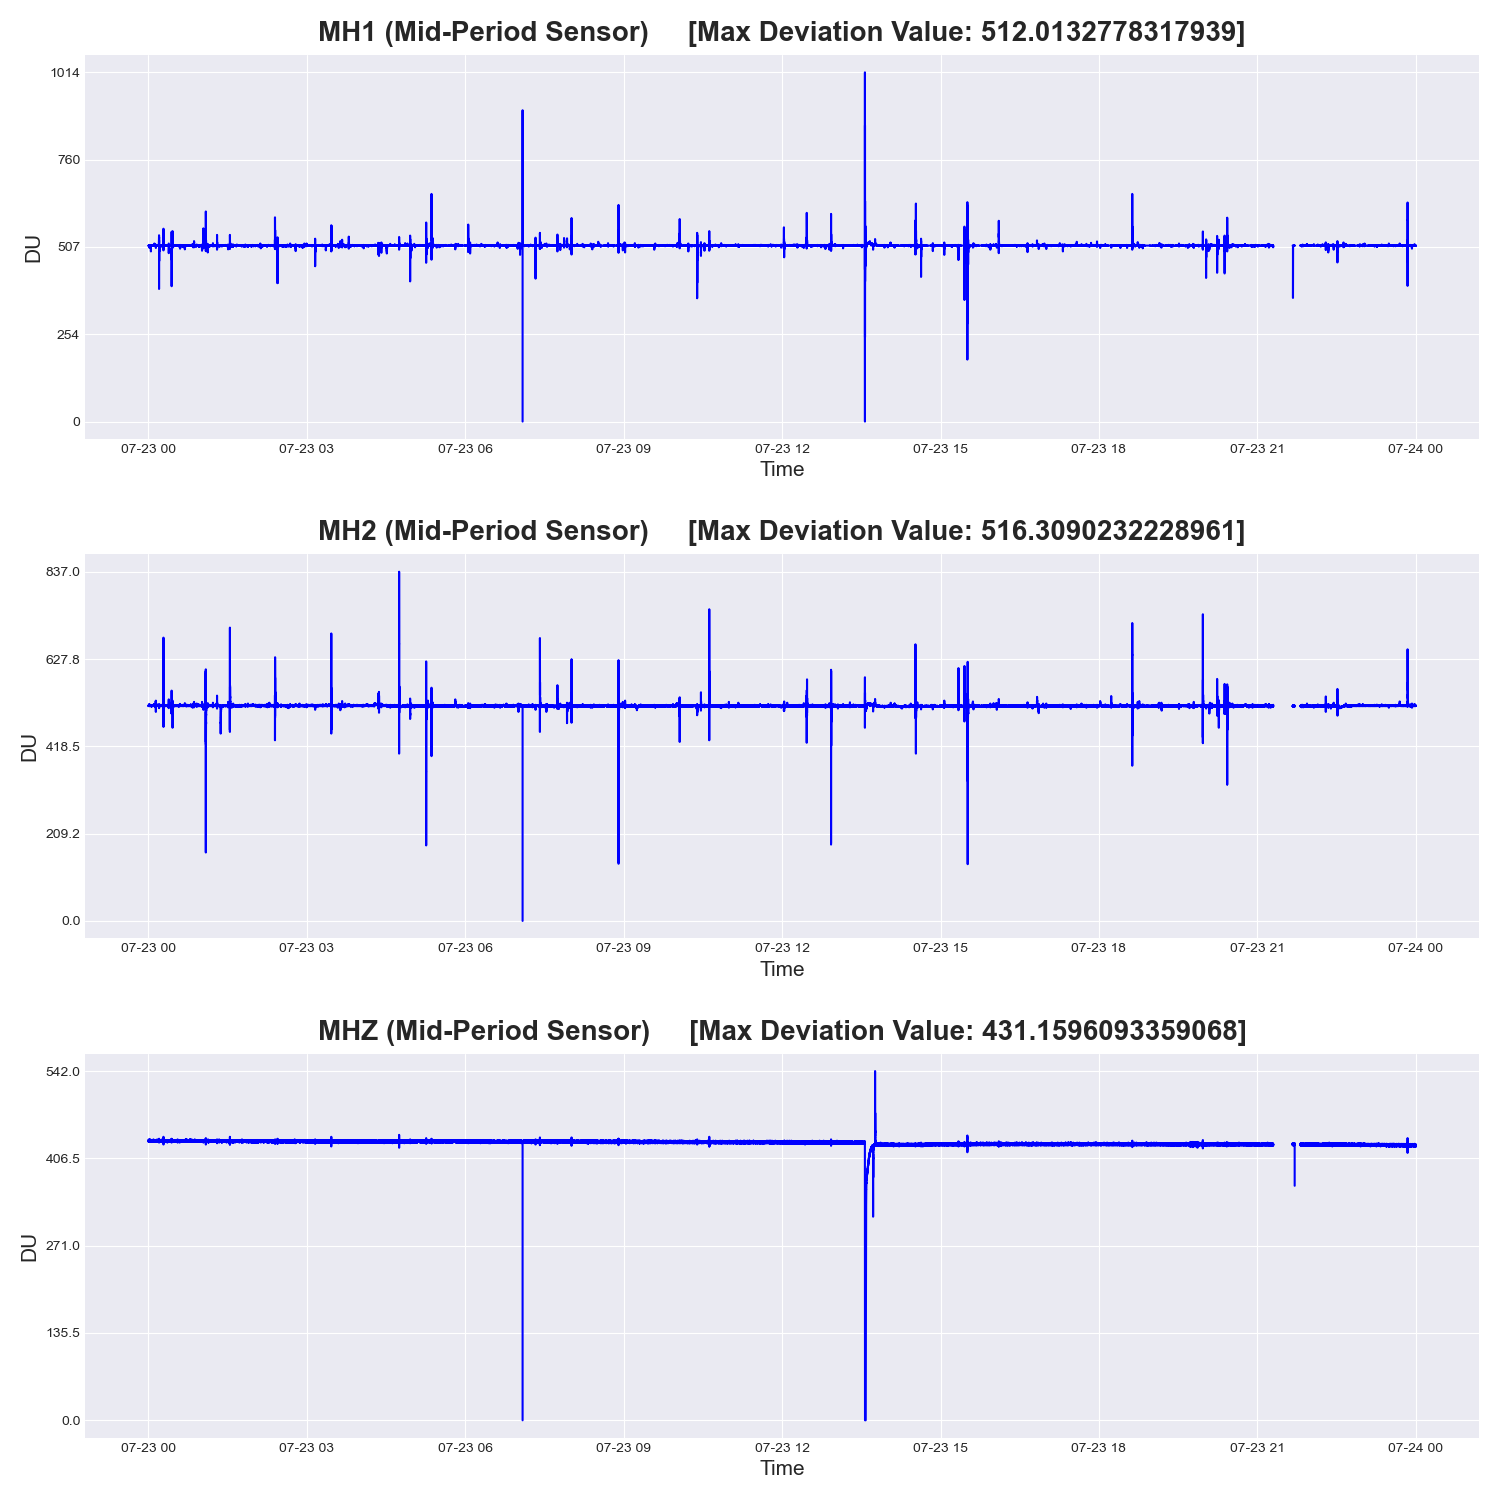 MH1 (Mid-Period Sensor) [Max Deviation Value: 512.0132778317939]
1014
760
507
254
0
DU
07-23 00 07-23 03 07-23 06 07-23 09 07-23 12 07-23 15 07-23 18 07-23 21 07-24 00
Time
MH2 (Mid-Period Sensor) [Max Deviation Value: 516.3090232228961]
837.0
627.8
418.5
209.2
0.0
DU
07-23 00 07-23 03 07-23 06 07-23 09 07-23 12 07-23 15 07-23 18 07-23 21 07-24 00
Time
MHZ (Mid-Period Sensor) [Max Deviation Value: 431.1596093359068]
542.0
406.5
271.0
135.5
0.0
DU
07-23 00 07-23 03 07-23 06 07-23 09 07-23 12 07-23 15 07-23 18 07-23 21 07-24 00
Time